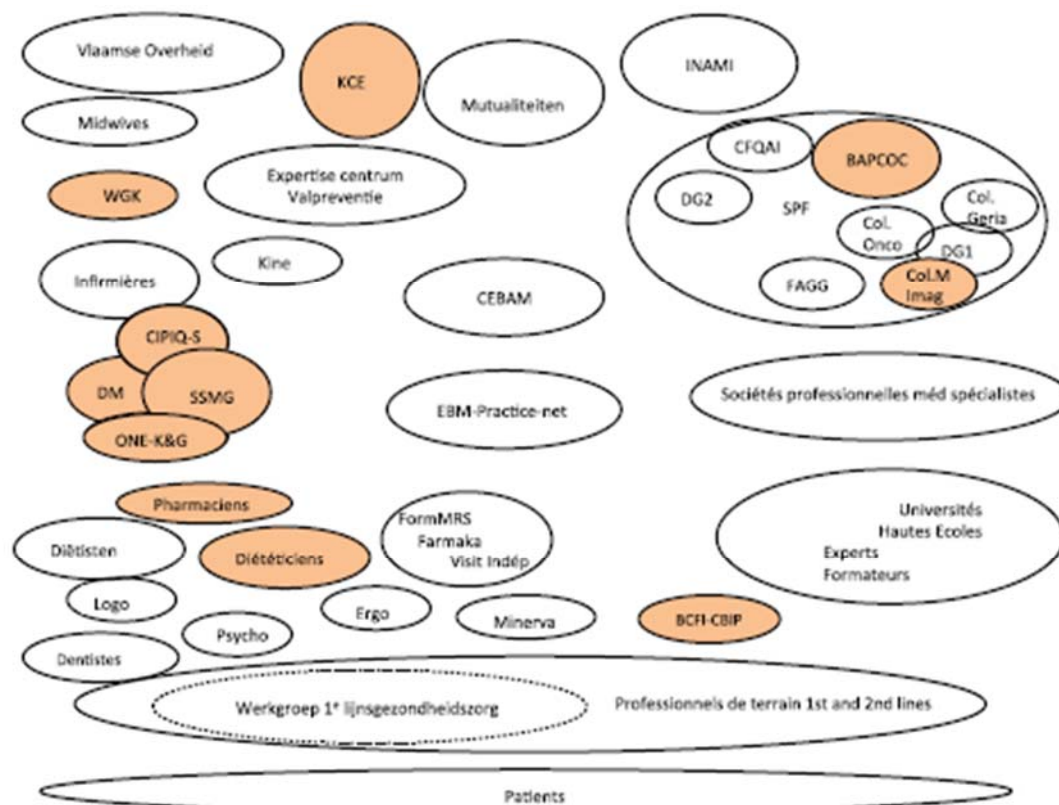 Vlaamse Overheid
KCE
INAMI
Mutualiteiten
Midwives
CFQAI
BAPCOC
Expertise centrum
Valpreventie
WGK
DG2
SPF
Col.
Geria
Col.
Onco
DG1
Kine
Infirmières
FAGG
Col.M
Imag
CEBAM
CIPIQ-S
DM
SSMG
Sociétés professionnelles méd spécialistes
EBM-Practice-net
ONE-K&G
Pharmaciens
Universités
Hautes Ecoles
Experts
Formateurs
FormMRS
Farmaka
Visit Indép
Diëtisten
Diététiciens
Logo
Ergo
Minerva
BCFI-CBIP
Psycho
Dentistes
Werkgroep 1ᵉ lijnsgezondheidszorg
Professionnels de terrain 1st and 2nd lines
Patients